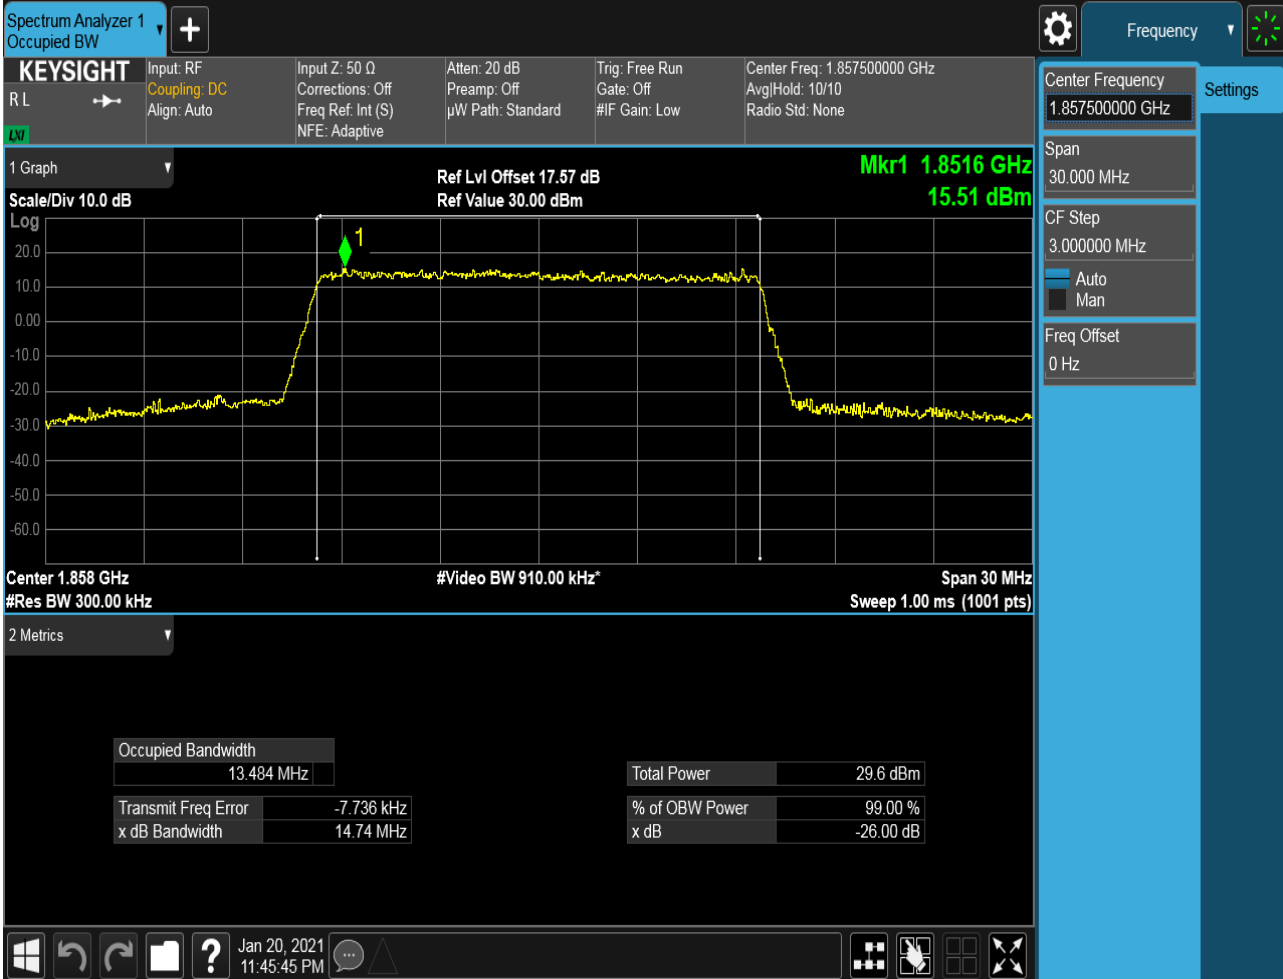 Spectrum Analyzer 1
Occupied BW
+
Frequency
KEYSIGHT
R L
LXI
Input: RF
Coupling: DC
Align: Auto
Input Z: 50 Ω
Corrections: Off
Freq Ref: Int (S)
NFE: Adaptive
Atten: 20 dB
Preamp: Off
µW Path: Standard
Trig: Free Run
Gate: Off
#IF Gain: Low
Center Freq: 1.857500000 GHz
Avg|Hold: 10/10
Radio Std: None
Center Frequency
1.857500000 GHz
Settings
Span
30.000 MHz
CF Step
3.000000 MHz
Auto
Man
Freq Offset
0 Hz
1 Graph
Scale/Div 10.0 dB
Log
Ref Lvl Offset 17.57 dB
Ref Value 30.00 dBm
Mkr1 1.8516 GHz
15.51 dBm
1
20.0
10.0
0.00
-10.0
-20.0
-30.0
-40.0
-50.0
-60.0
Center 1.858 GHz
#Video BW 910.00 kHz*
Span 30 MHz
#Res BW 300.00 kHz
Sweep 1.00 ms (1001 pts)
2 Metrics
Occupied Bandwidth
13.484 MHz
Total Power 29.6 dBm
Transmit Freq Error -7.736 kHz
% of OBW Power 99.00 %
x dB Bandwidth 14.74 MHz
x dB -26.00 dB
?
Jan 20, 2021
11:45:45 PM